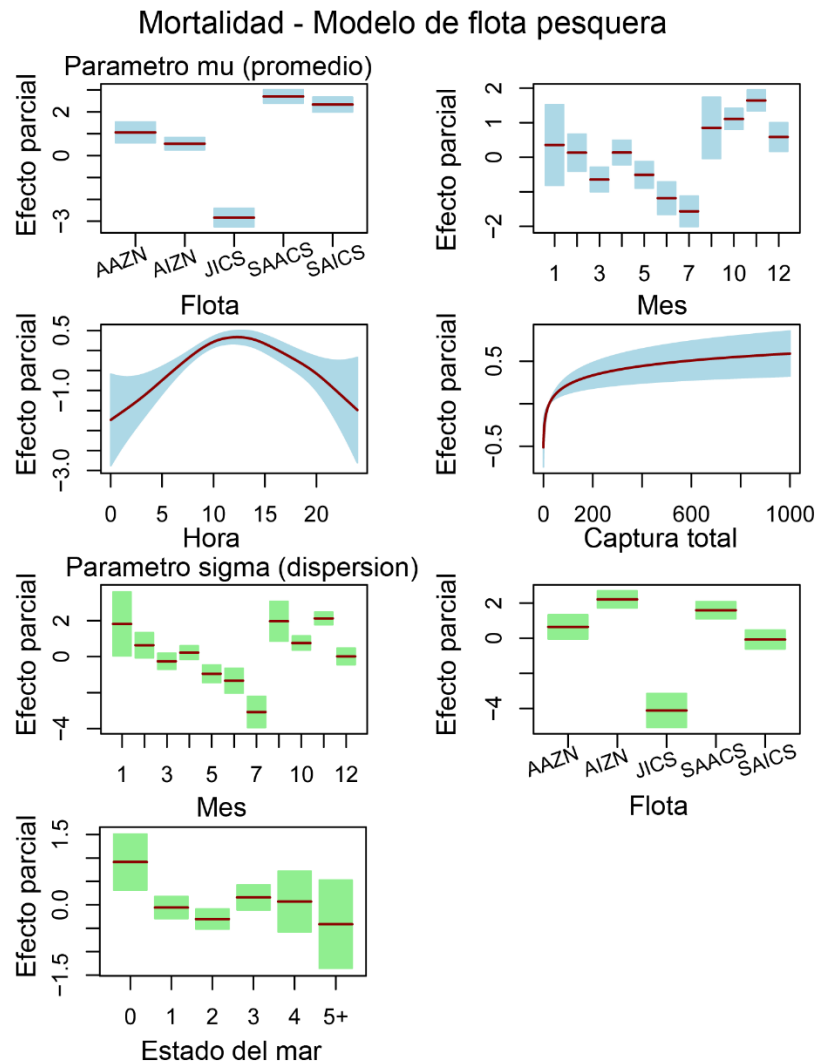 Mortalidad - Modelo de flota pesquera
Parametro mu (promedio)
Efecto parcial
2
0
−3
AAZN AIZN JICS SAACS SAICS
Flota
Efecto parcial
2
1
0
−2
1 3 5 7 10 12
Mes
Efecto parcial
0.5
−1.0
−3.0
0 5 10 15 20
Hora
Efecto parcial
0.5
−0.5
0 200 600 1000
Captura total
Parametro sigma (dispersion)
Efecto parcial
2
0
−4
1 3 5 7 10 12
Mes
Efecto parcial
2
0
−4
AAZN AIZN JICS SAACS SAICS
Flota
Efecto parcial
1.5
0.0
−1.5
0 1 2 3 4 5+
Estado del mar